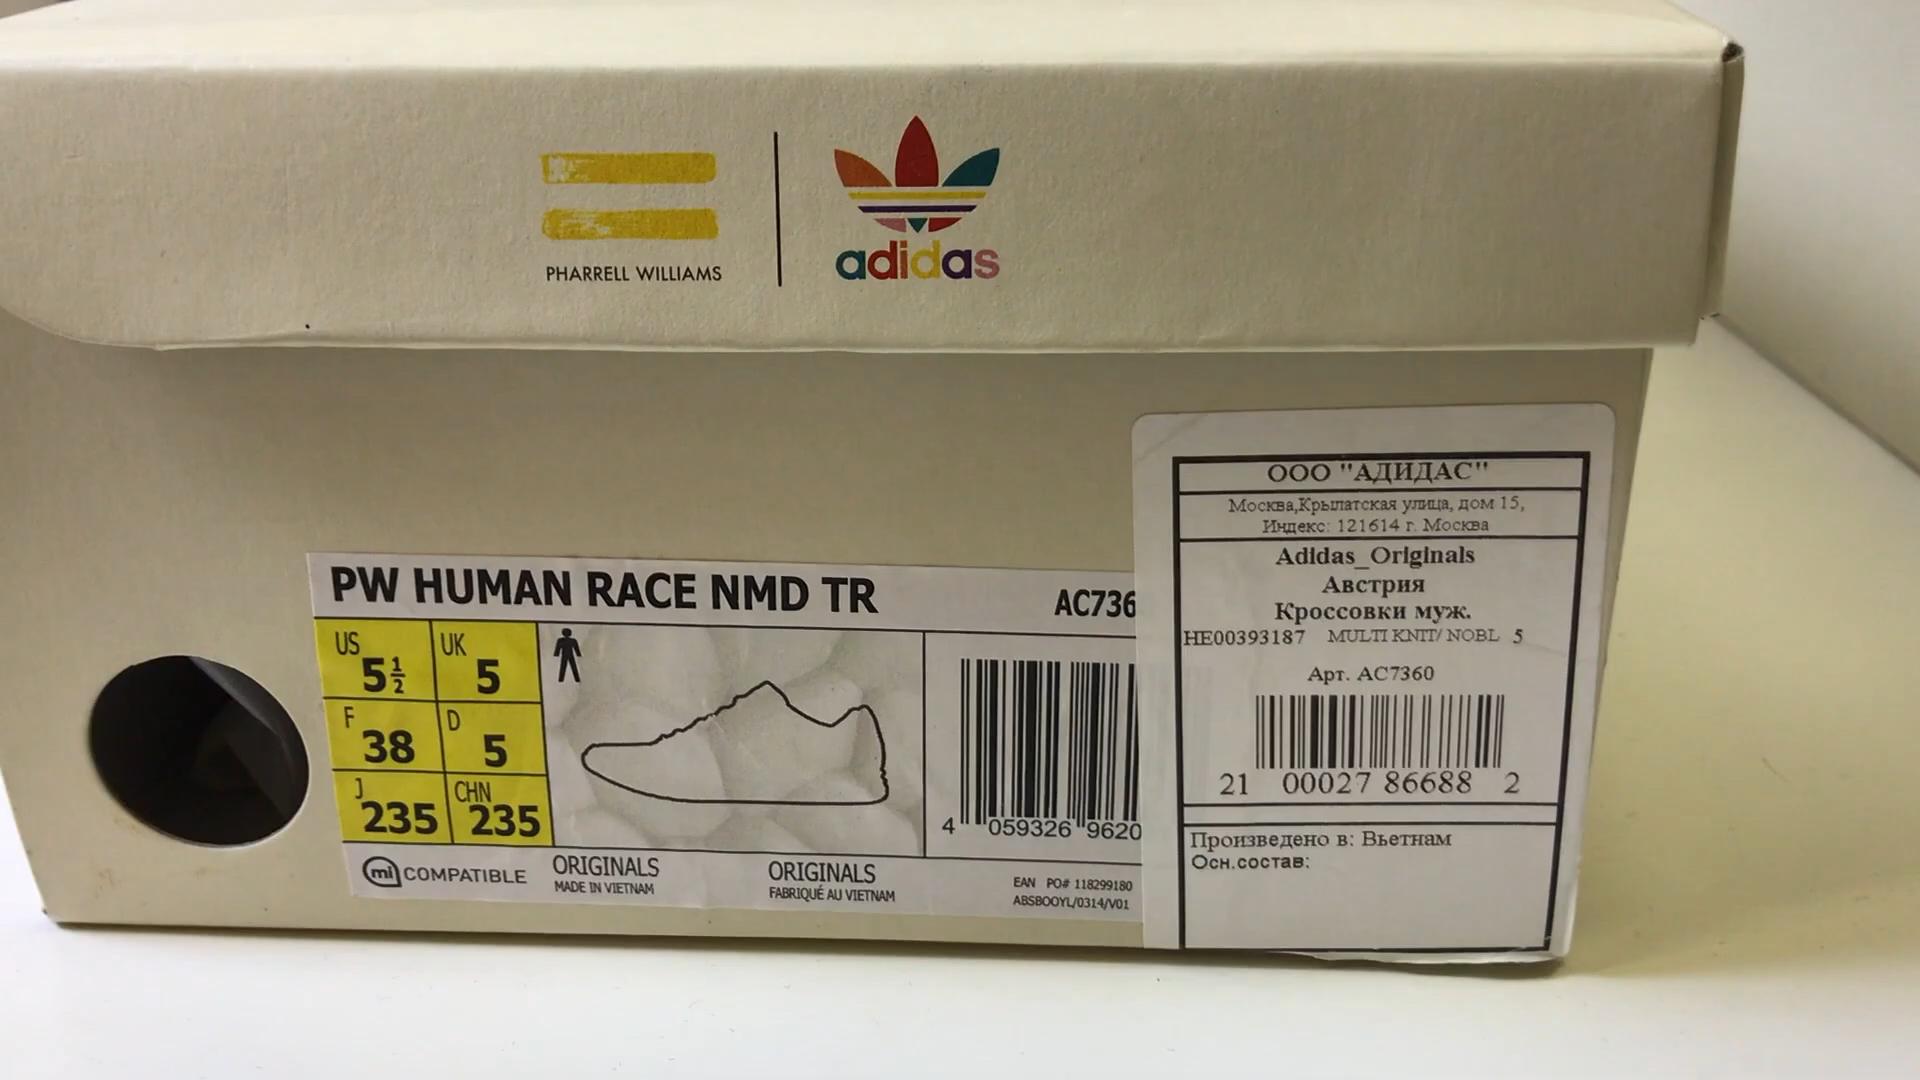 PHARRELL WILLIAMS
adidas
PW HUMAN RACE NMD TR
AC736
US 5½
UK 5
F 38
D 5
J 235
CHN 235
mi COMPATIBLE
ORIGINALS
MADE IN VIETNAM
ORIGINALS
FABRIQUÉ AU VIETNAM
4 059326 9620
EAN PO# 118299180
ABSBOOYL/0314/V01
ООО "АДИДАС"
Москва,Крылатская улица, дом 15,
Индекс: 121614 г. Москва
Adidas_Originals
Австрия
Кроссовки муж.
HE00393187 MULTI KNIT/ NOBL 5
Арт. AC7360
21 00027 86688 2
Произведено в: Вьетнам
Осн.состав: